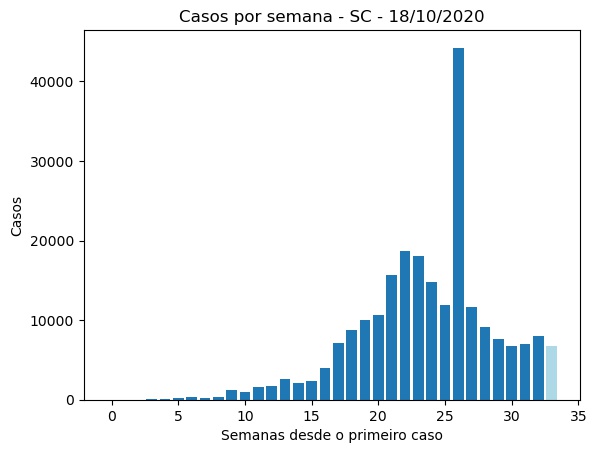 Casos por semana - SC - 18/10/2020
Casos
40000
30000
20000
10000
0
0 5 10 15 20 25 30 35
Semanas desde o primeiro caso